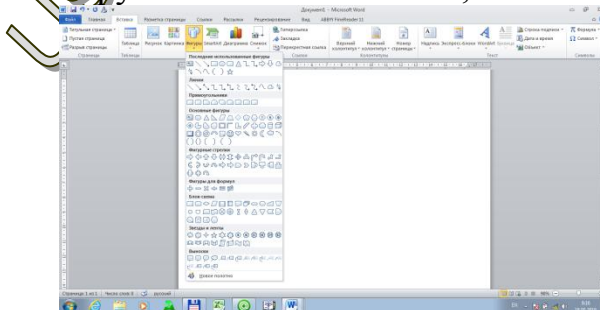 Документ1 - Microsoft Word
Файл Главная Вставка Разметка страницы Ссылки Рассылки Рецензирование Вид ABBYY FineReader 11
Титульная страница
Пустая страница
Разрыв страницы
Страницы
Таблица
Таблицы
Рисунок Картинка Фигуры SmartArt Диаграмма Снимок
Гиперссылка
Закладка
Перекрестная ссылка
Ссылки
Верхний колонтитул Нижний колонтитул Номер страницы
Колонтитулы
Надпись Экспресс-блоки WordArt Буквица
Строка подписи
Дата и время
Объект
Текст
Формула
Символ
Символы
Последние использованные фигуры
Линии
Прямоугольники
Основные фигуры
Фигурные стрелки
Фигуры для формул
Блок-схема
Звезды и ленты
Выноски
Новое полотно
Страница: 1 из 1 Число слов: 0 русский
90%
EN